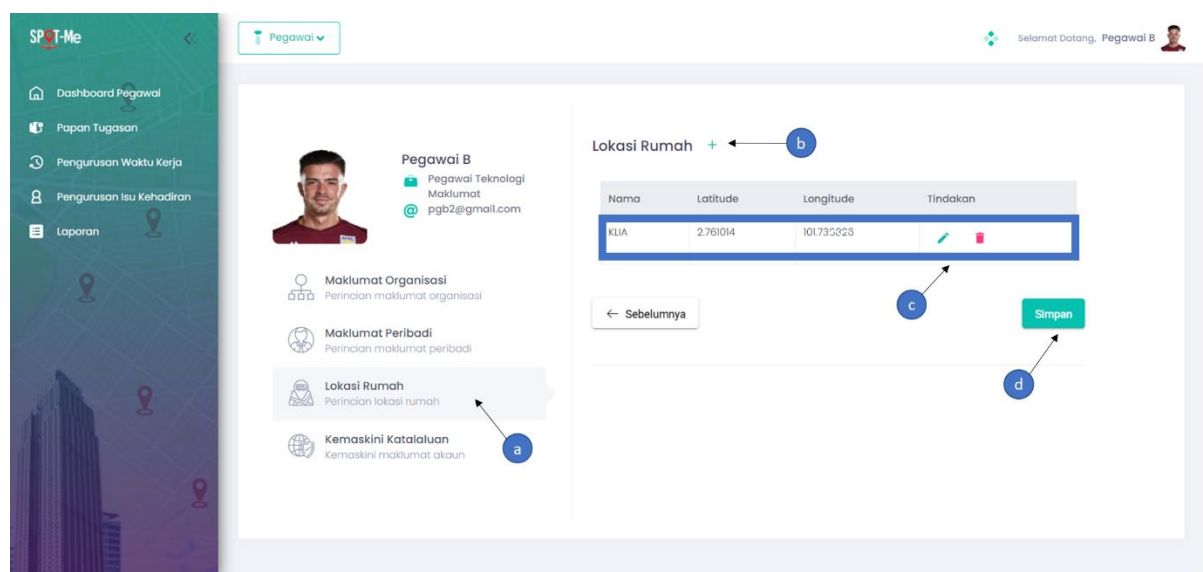 SPOT-Me
Dashboard Pegawai
Papan Tugasan
Pengurusan Waktu Kerja
Pengurusan Isu Kehadiran
Laporan
Pegawai
Selamat Datang, Pegawai B
Pegawai B
Pegawai Teknologi
Maklumat
pgb2@gmail.com
Maklumat Organisasi
Perincian maklumat organisasi
Maklumat Peribadi
Perincian maklumat peribadi
Lokasi Rumah
Perincian lokasi rumah
a
Kemaskini Katalaluan
Kemaskini maklumat akaun
Lokasi Rumah +
b
Nama Latitude Longitude Tindakan
KLIA 2.761014
c
← Sebelumnya
Simpan
d